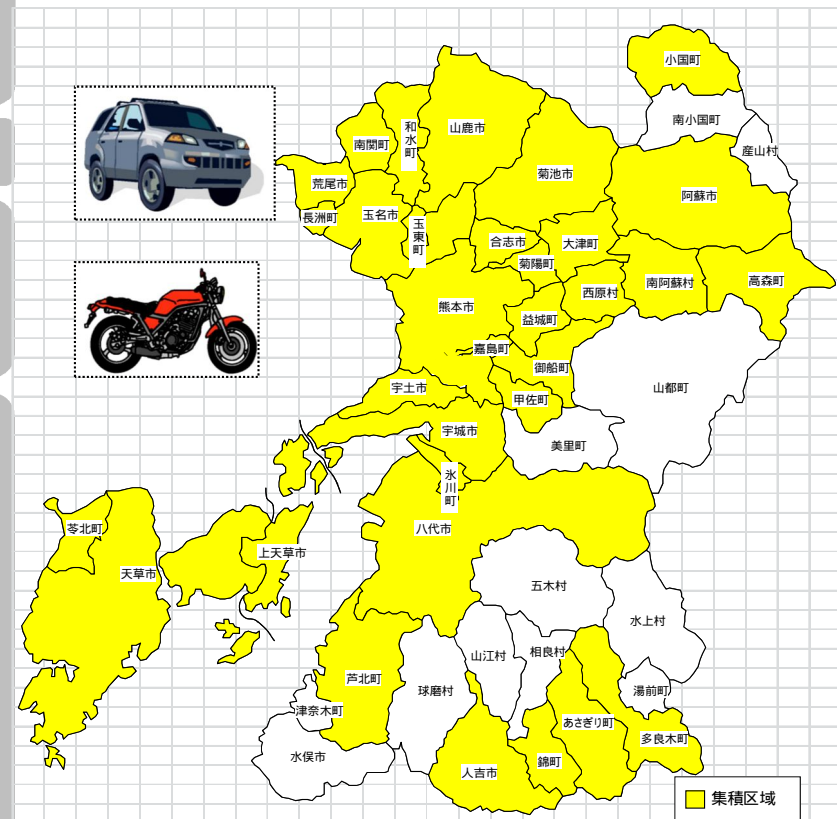 小国町
南小国町
産山村
和水町
山鹿市
南関町
菊池市
阿蘇市
荒尾市
長洲町
玉名市
玉東町
合志市
大津町
菊陽町
西原村
南阿蘇村
高森町
熊本市
益城町
嘉島町
御船町
山都町
宇土市
甲佐町
宇城市
美里町
氷川町
八代市
苓北町
上天草市
天草市
五木村
水上村
山江村
相良村
芦北町
球磨村
湯前町
津奈木町
あさぎり町
多良木町
水俣市
人吉市
錦町
集積区域